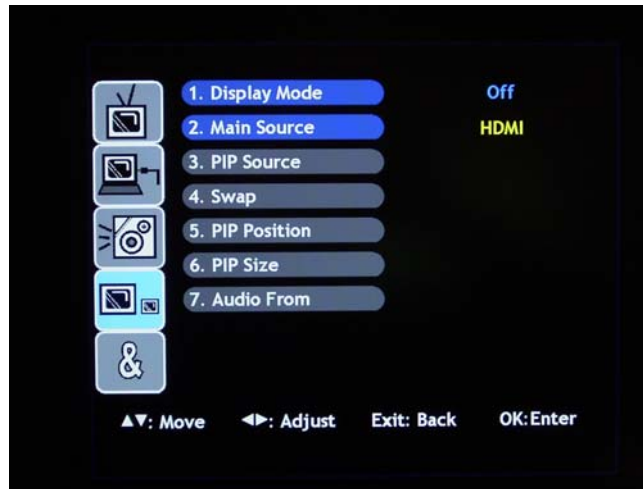 1. Display Mode Off
2. Main Source HDMI
3. PIP Source
4. Swap
5. PIP Position
6. PIP Size
7. Audio From
&
▲▼: Move ◀▶: Adjust Exit: Back OK:Enter